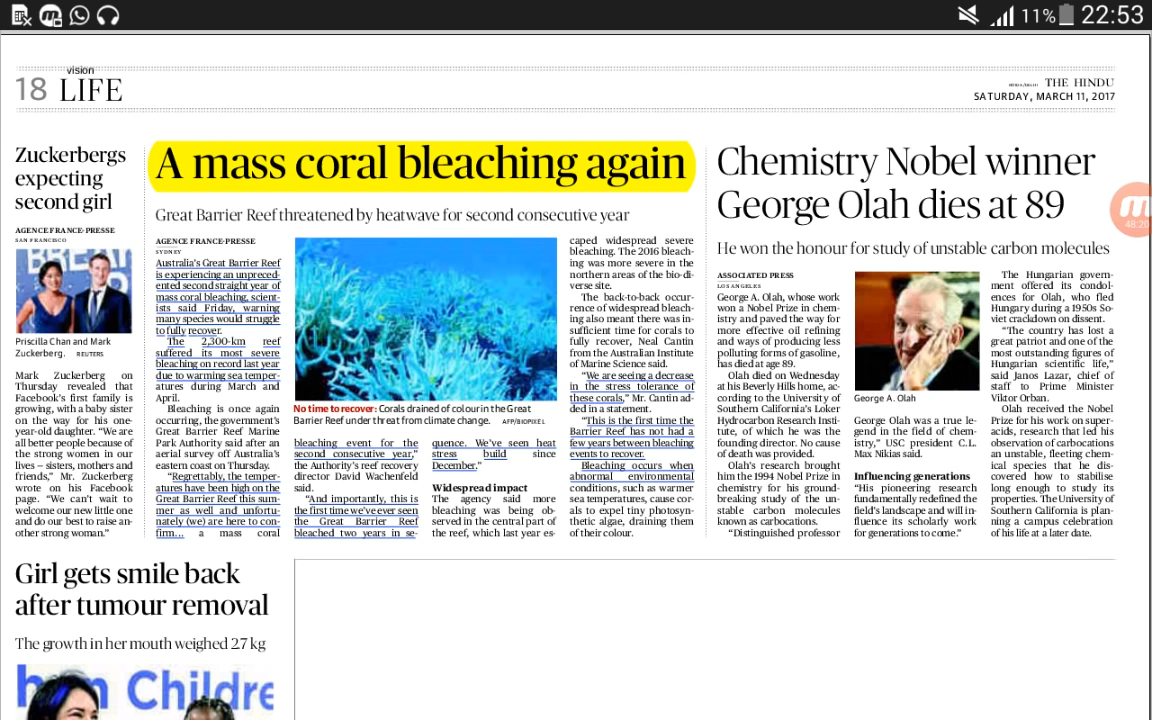 11% 22:53
vision
18 LIFE
THE HINDU
SATURDAY, MARCH 11, 2017
Zuckerbergs
expecting
second girl
AGENCE FRANCE-PRESSE
SAN FRANCISCO
Priscilla Chan and Mark
Zuckerberg. REUTERS
Mark Zuckerberg on
Thursday revealed that
Facebook's first family is
growing, with a baby sister
on the way for his one-
year-old daughter. “We are
all better people because of
the strong women in our
lives – sisters, mothers and
friends,” Mr. Zuckerberg
wrote on his Facebook
page. “We can't wait to
welcome our new little one
and do our best to raise an-
other strong woman.”
A mass coral bleaching again
Great Barrier Reef threatened by heatwave for second consecutive year
AGENCE FRANCE-PRESSE
SYDNEY
Australia's Great Barrier Reef
is experiencing an unpreced-
ented second straight year of
mass coral bleaching, scient-
ists said Friday, warning
many species would struggle
to fully recover.
The 2,300-km reef
suffered its most severe
bleaching on record last year
due to warming sea temper-
atures during March and
April.
Bleaching is once again
occurring, the government's
Great Barrier Reef Marine
Park Authority said after an
aerial survey off Australia's
eastern coast on Thursday.
“Regrettably, the temper-
atures have been high on the
Great Barrier Reef this sum-
mer as well and unfortu-
nately (we) are here to con-
firm... a mass coral
No time to recover: Corals drained of colour in the Great
Barrier Reef under threat from climate change. AFP/BIOPIXEL
bleaching event for the
second consecutive year,”
the Authority's reef recovery
director David Wachenfeld
said.
“And importantly, this is
the first time we've ever seen
the Great Barrier Reef
bleached two years in se-
quence. We've seen heat
stress build since
December.”
Widespread impact
The agency said more
bleaching was being ob-
served in the central part of
the reef, which last year es-
caped widespread severe
bleaching. The 2016 bleach-
ing was more severe in the
northern areas of the bio-di-
verse site.
The back-to-back occur-
rence of widespread bleach-
ing also meant there was in-
sufficient time for corals to
fully recover, Neal Cantin
from the Australian Institute
of Marine Science said.
“We are seeing a decrease
in the stress tolerance of
these corals,” Mr. Cantin ad-
ded in a statement.
“This is the first time the
Barrier Reef has not had a
few years between bleaching
events to recover.
Bleaching occurs when
abnormal environmental
conditions, such as warmer
sea temperatures, cause cor-
als to expel tiny photosyn-
thetic algae, draining them
of their colour.
Chemistry Nobel winner
George Olah dies at 89
He won the honour for study of unstable carbon molecules
ASSOCIATED PRESS
LOS ANGELES
George A. Olah, whose work
won a Nobel Prize in chem-
istry and paved the way for
more effective oil refining
and ways of producing less
polluting forms of gasoline,
has died at age 89.
Olah died on Wednesday
at his Beverly Hills home, ac-
cording to the University of
Southern California's Loker
Hydrocarbon Research Insti-
tute, of which he was the
founding director. No cause
of death was provided.
Olah's research brought
him the 1994 Nobel Prize in
chemistry for his ground-
breaking study of the un-
stable carbon molecules
known as carbocations.
“Distinguished professor
George A. Olah
George Olah was a true le-
gend in the field of chem-
istry,” USC president C.L.
Max Nikias said.
Influencing generations
“His pioneering research
fundamentally redefined the
field's landscape and will in-
fluence its scholarly work
for generations to come.”
The Hungarian govern-
ment offered its condol-
ences for Olah, who fled
Hungary during a 1950s So-
viet crackdown on dissent.
“The country has lost a
great patriot and one of the
most outstanding figures of
Hungarian scientific life,”
said Janos Lazar, chief of
staff to Prime Minister
Viktor Orban.
Olah received the Nobel
Prize for his work on super-
acids, research that led his
observation of carbocations
an unstable, fleeting chem-
ical species that he dis-
covered how to stabilise
long enough to study its
properties. The University of
Southern California is plan-
ning a campus celebration
of his life at a later date.
48:20
Girl gets smile back
after tumour removal
The growth in her mouth weighed 2.7 kg
Childre